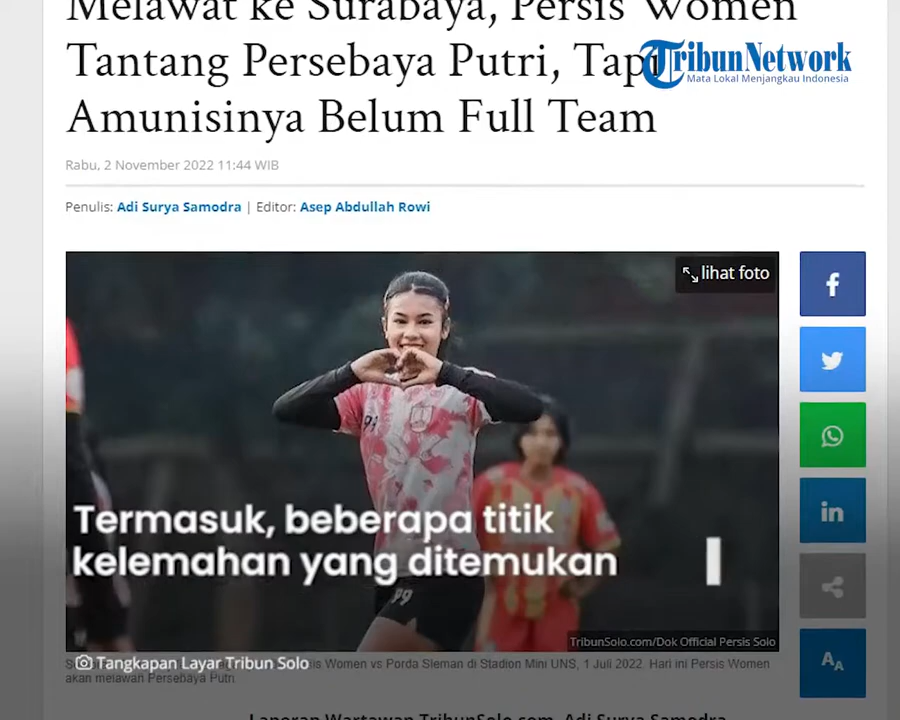 Melawat ke Surabaya, Persis Women
Tantang Persebaya Putri, Tapi
Amunisinya Belum Full Team
TribunNetwork
Mata Lokal Menjangkau Indonesia
Rabu, 2 November 2022 11:44 WIB
Penulis: Adi Surya Samodra | Editor: Asep Abdullah Rowi
lihat foto
99
Termasuk, beberapa titik
kelemahan yang ditemukan
99
TribunSolo.com/Dok Official Persis Solo
Tangkapan Layar Tribun Solo
Women vs Porda Sleman di Stadion Mini UNS, 1 Juli 2022. Hari ini Persis Women
akan melawan Persebaya Putri
Laporan Wartawan TribunSolo.com, Adi Surya Samodra